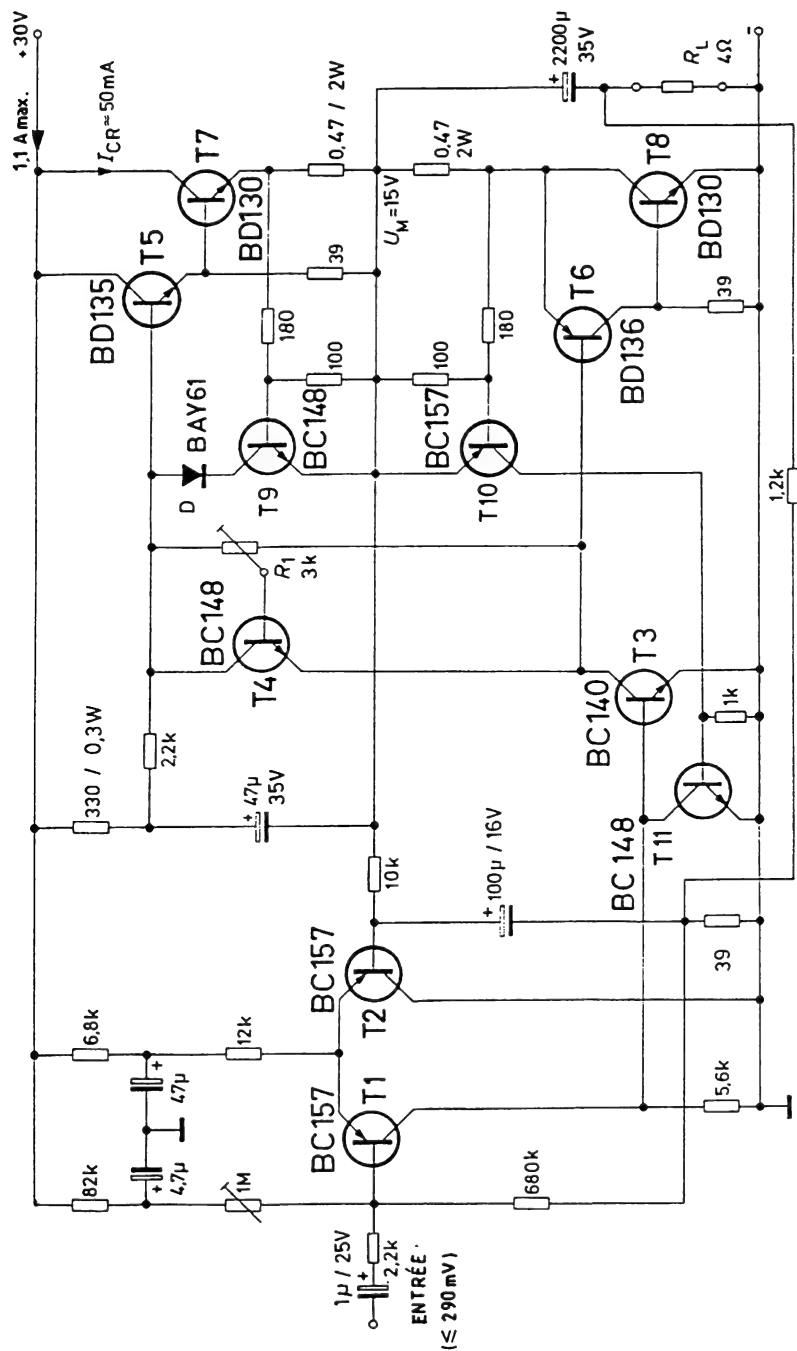 1,1 A max. +30V
I_CR≈50mA
82k
4,7µ
+
1M
1µ / 25V
+
2,2k
ENTRÉE
(≤ 290mV)
680k
6,8k
47µ
+
12k
BC157
T1
5,6k
BC157
T2
10k
+
100µ / 16V
39
330 / 0,3W
+
47µ
35V
2,2k
BC148
T4
R1
3k
BC140
T3
BC148
T11
1k
D
BAY61
BC148
T9
BC157
T10
180
100
100
180
BD135
T5
39
BD136
T6
39
BD130
T7
0,47 / 2W
U_M=15V
0,47
2W
BD130
T8
+
2200µ
35V
R_L
4Ω
-
1,2k